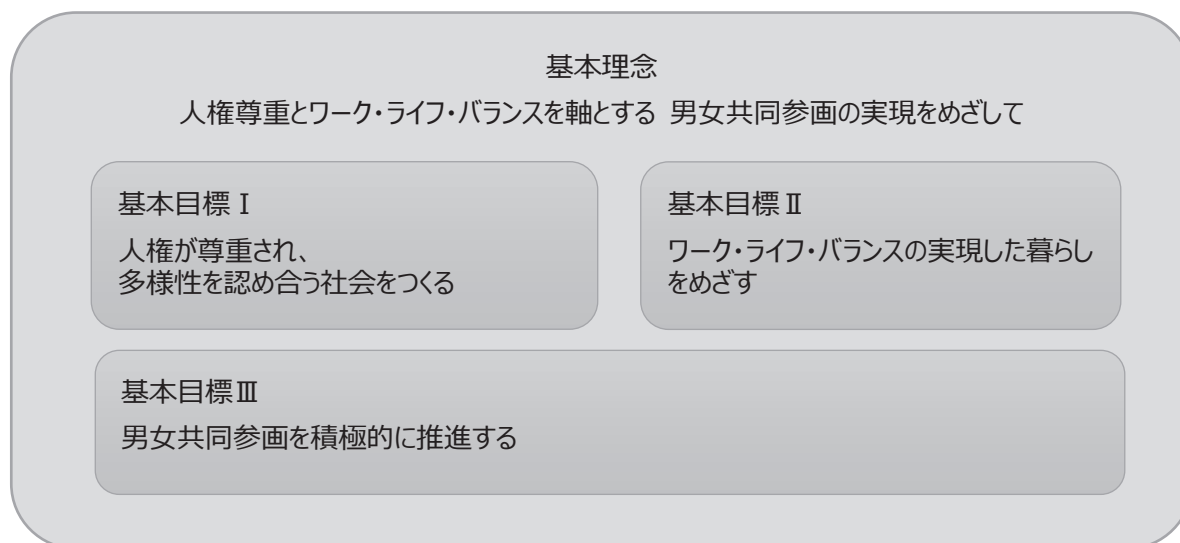 基本理念
人権尊重とワーク・ライフ・バランスを軸とする 男女共同参画の実現をめざして
基本目標Ⅰ
人権が尊重され、
多様性を認め合う社会をつくる
基本目標Ⅱ
ワーク・ライフ・バランスの実現した暮らし
をめざす
基本目標Ⅲ
男女共同参画を積極的に推進する